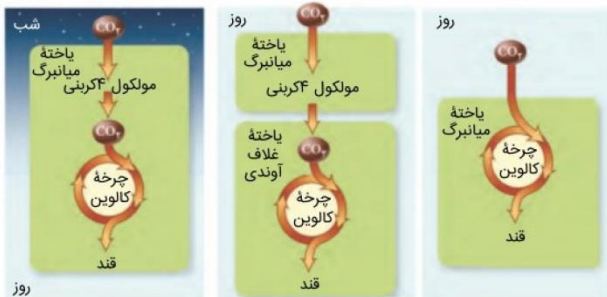 روز
CO₂
یاختهٔ
میانبرگ
چرخهٔ
کالوین
قند
روز
CO₂
یاختهٔ
میانبرگ
مولکول ۴کربنی
یاختهٔ
غلاف
آوندی
CO₂
چرخهٔ
کالوین
قند
شب
CO₂
یاختهٔ
میانبرگ
مولکول ۴کربنی
CO₂
چرخهٔ
کالوین
قند
روز